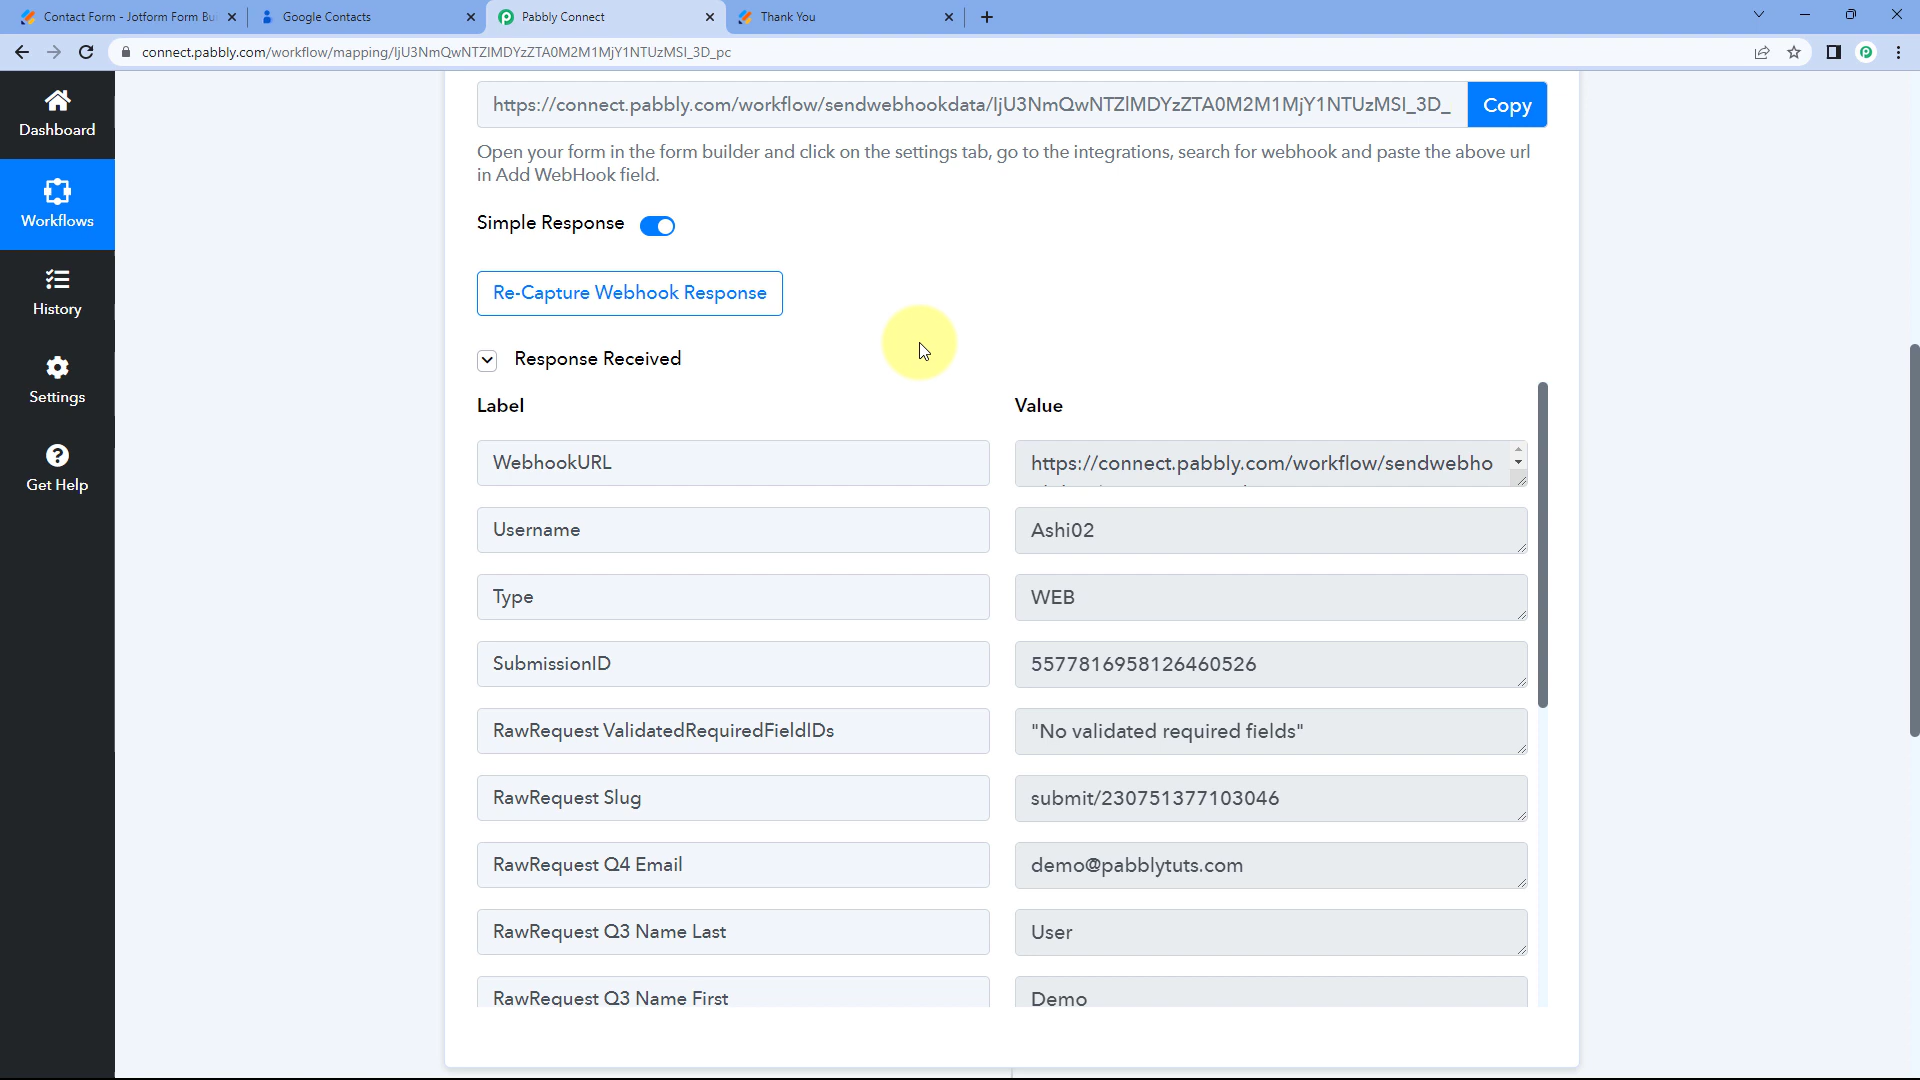 Contact Form - Jotform Form Bu
Google Contacts
Pabbly Connect
Thank You
connect.pabbly.com/workflow/mapping/IjU3NmQwNTZlMDYzZTA0M2M1MjY1NTUzMSI_3D_pc
Dashboard
Workflows
History
Settings
Get Help
https://connect.pabbly.com/workflow/sendwebhookdata/IjU3NmQwNTZlMDYzZTA0M2M1MjY1NTUzMSI_3D_
Copy
Open your form in the form builder and click on the settings tab, go to the integrations, search for webhook and paste the above url
in Add WebHook field.
Simple Response
Re-Capture Webhook Response
Response Received
Label Value
WebhookURL https://connect.pabbly.com/workflow/sendwebho
Username Ashi02
Type WEB
SubmissionID 5577816958126460526
RawRequest ValidatedRequiredFieldIDs "No validated required fields"
RawRequest Slug submit/230751377103046
RawRequest Q4 Email demo@pabblytuts.com
RawRequest Q3 Name Last User
RawRequest Q3 Name First Demo